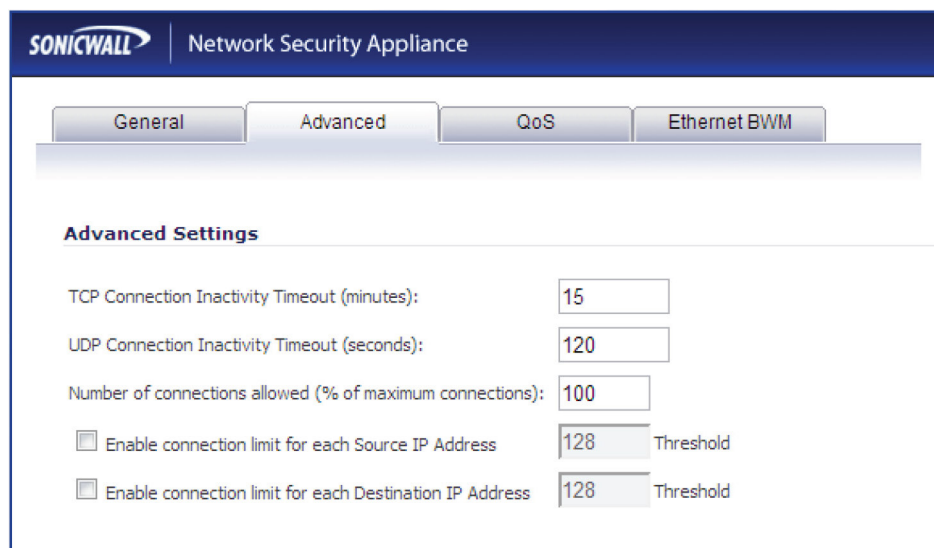 SONICWALL Network Security Appliance
General Advanced QoS Ethernet BWM
Advanced Settings
TCP Connection Inactivity Timeout (minutes): 15
UDP Connection Inactivity Timeout (seconds): 120
Number of connections allowed (% of maximum connections): 100
Enable connection limit for each Source IP Address 128 Threshold
Enable connection limit for each Destination IP Address 128 Threshold